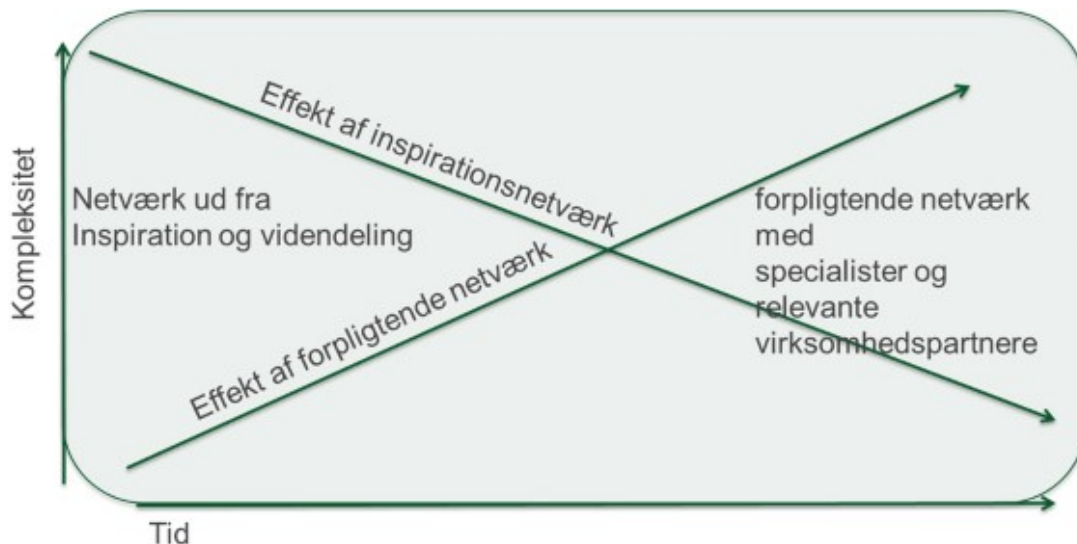 Kompleksitet
Effekt af inspirationsnetværk
Netværk ud fra
Inspiration og videndeling
Effekt af forpligtende netværk
forpligtende netværk
med
specialister og
relevante
virksomhedspartnere
Tid